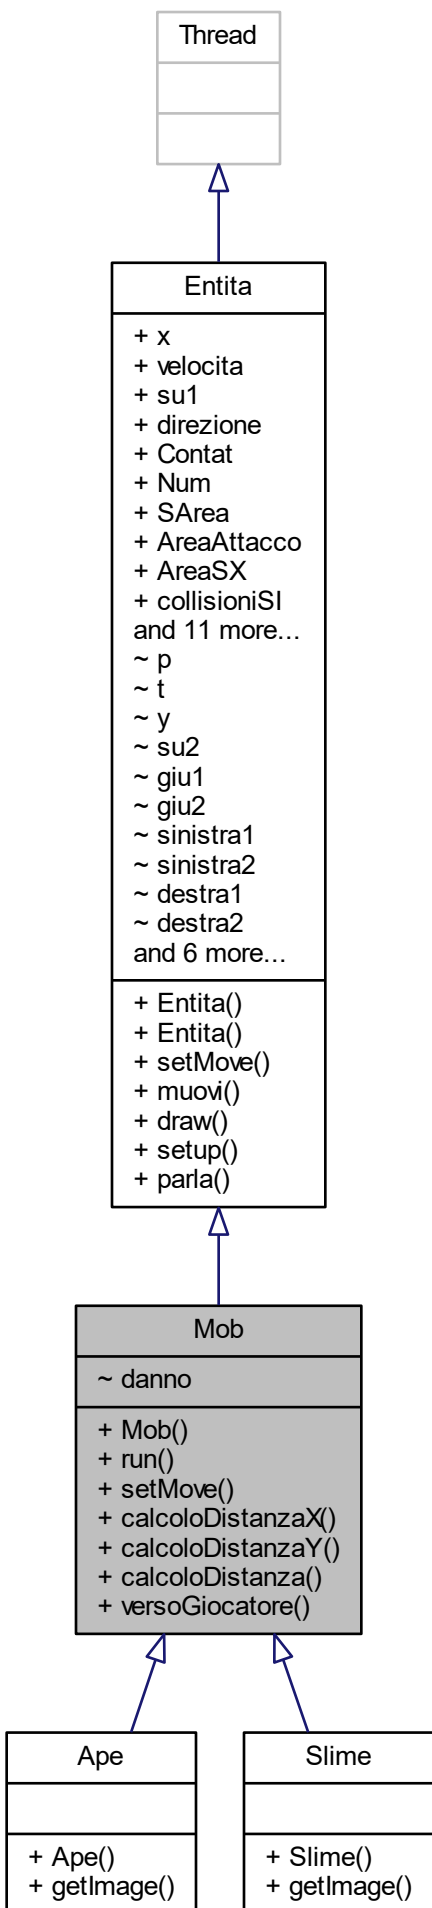 Thread
Entita
+ x
+ velocita
+ su1
+ direzione
+ Contat
+ Num
+ SArea
+ AreaAttacco
+ AreaSX
+ collisioniSI
and 11 more...
~ p
~ t
~ y
~ su2
~ giu1
~ giu2
~ sinistra1
~ sinistra2
~ destra1
~ destra2
and 6 more...
+ Entita()
+ Entita()
+ setMove()
+ muovi()
+ draw()
+ setup()
+ parla()
Mob
~ danno
+ Mob()
+ run()
+ setMove()
+ calcoloDistanzaX()
+ calcoloDistanzaY()
+ calcoloDistanza()
+ versoGiocatore()
Ape
+ Ape()
+ getImage()
Slime
+ Slime()
+ getImage()